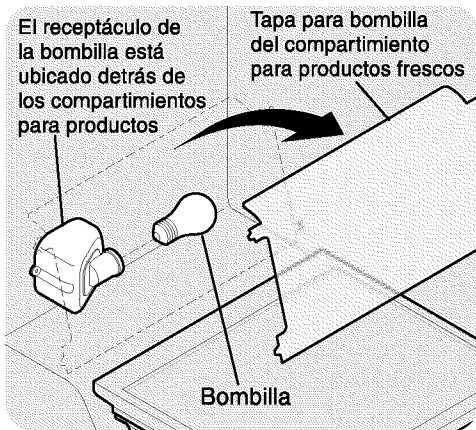 El receptáculo de
la bombilla está
ubicado detrás de
los compartimientos
para productos
Tapa para bombilla
del compartimiento
para productos frescos
Bombilla